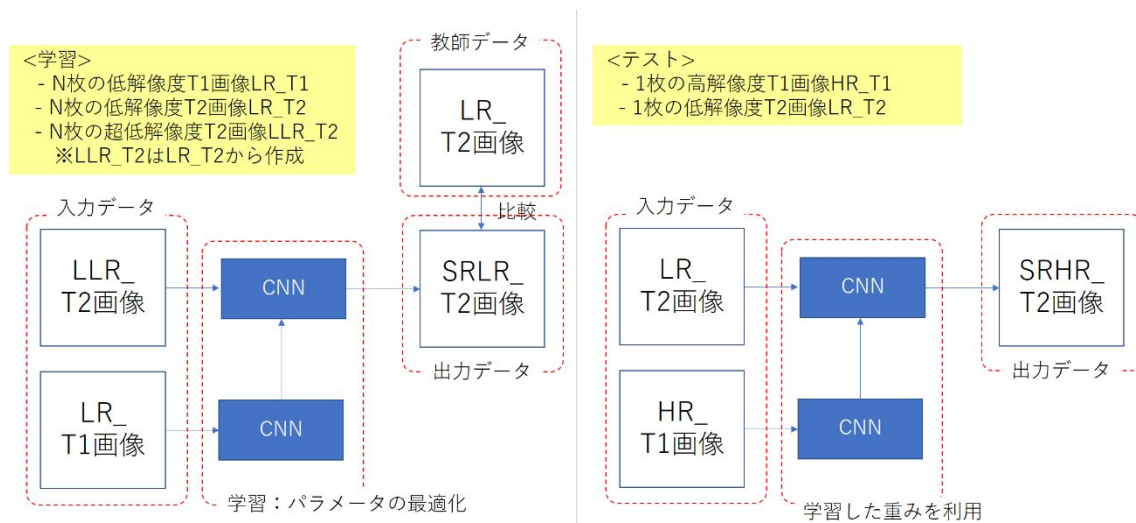 <学習>
- N枚の低解像度T1画像LR_T1
- N枚の低解像度T2画像LR_T2
- N枚の超低解像度T2画像LLR_T2
※LLR_T2はLR_T2から作成
教師データ
LR_
T2画像
比較
入力データ
LLR_
T2画像
CNN
SRLR_
T2画像
出力データ
LR_
T1画像
CNN
学習：パラメータの最適化
<テスト>
- 1枚の高解像度T1画像HR_T1
- 1枚の低解像度T2画像LR_T2
入力データ
LR_
T2画像
CNN
SRHR_
T2画像
出力データ
HR_
T1画像
CNN
学習した重みを利用